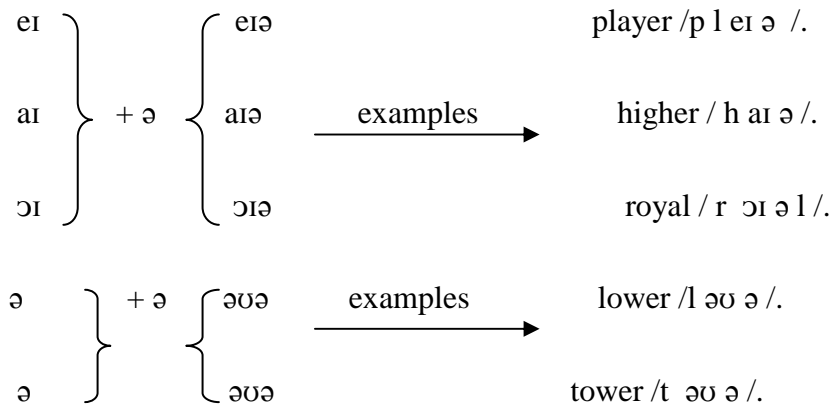 eɪ eɪə player /p l eɪ ə /.
aɪ + ə aɪə examples higher / h aɪ ə /.
ɔɪ ɔɪə royal / r ɔɪ ə l /.
ə + ə əʊə examples lower /l əʊ ə /.
ə əʊə tower /t əʊ ə /.